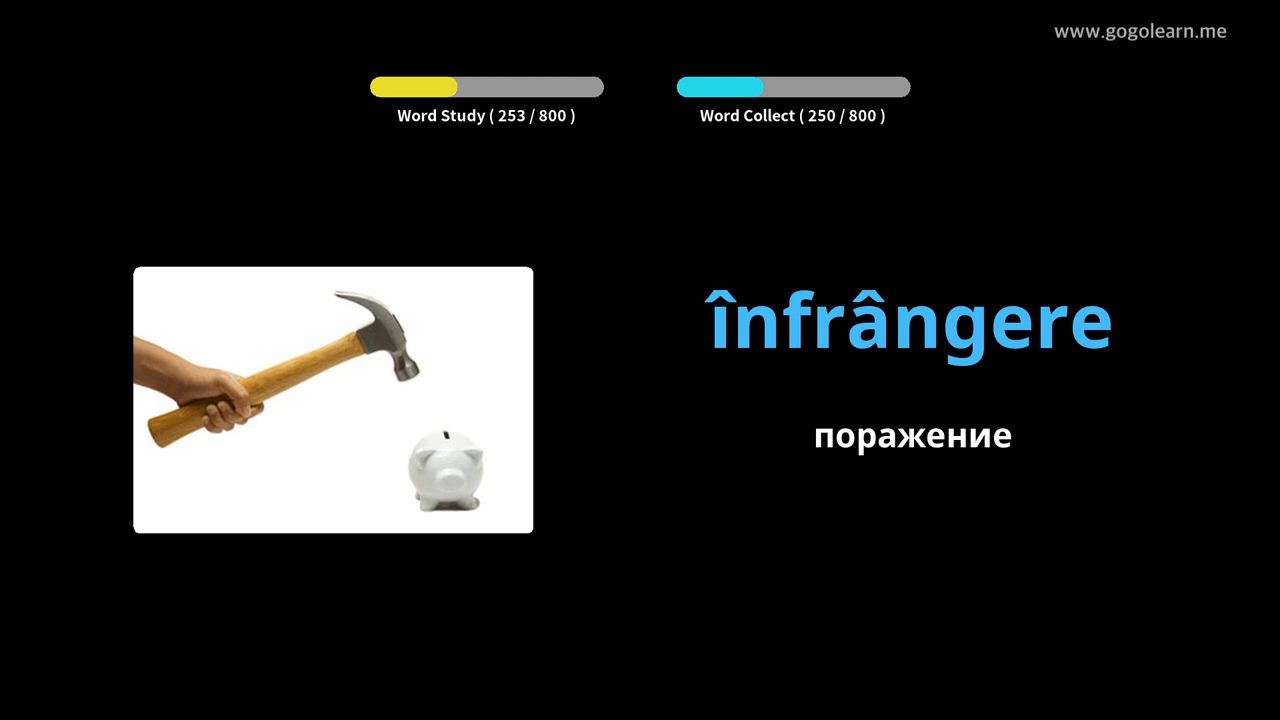 www.gogolearn.me
Word Study ( 253 / 800 )
Word Collect ( 250 / 800 )
înfrângere
поражение